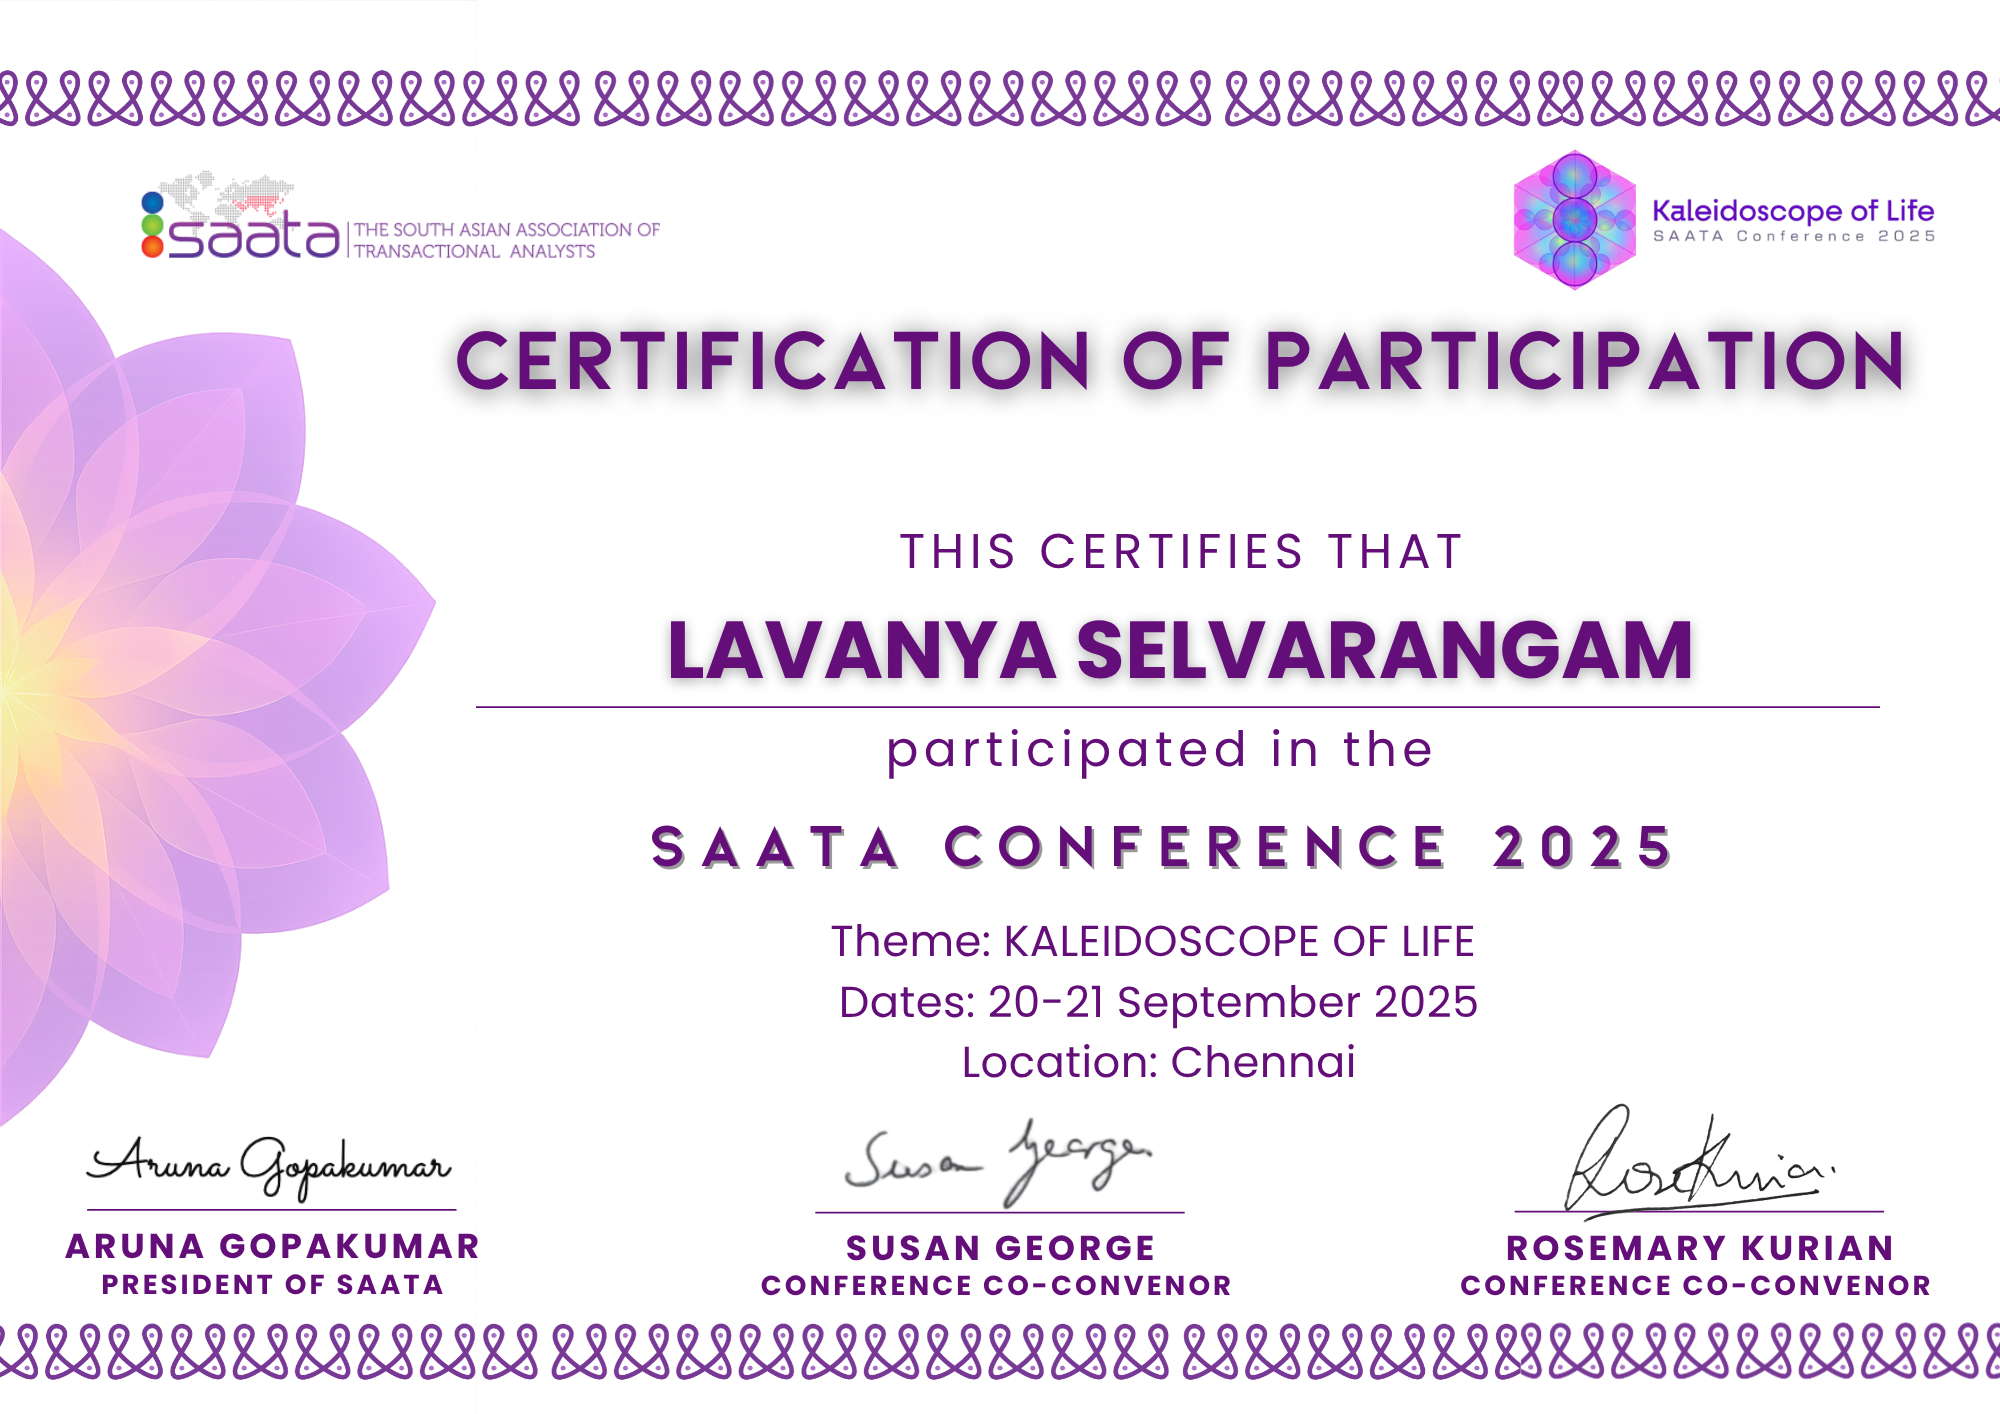 saata
THE SOUTH ASIAN ASSOCIATION OF
TRANSACTIONAL ANALYSTS
Kaleidoscope of Life
SAATA Conference 2025
CERTIFICATION OF PARTICIPATION
THIS CERTIFIES THAT
LAVANYA SELVARANGAM
participated in the
SAATA CONFERENCE 2025
Theme: KALEIDOSCOPE OF LIFE
Dates: 20-21 September 2025
Location: Chennai
Aruna Gopakumar
ARUNA GOPAKUMAR
PRESIDENT OF SAATA
Susan George
SUSAN GEORGE
CONFERENCE CO-CONVENOR
RoseKurian
ROSEMARY KURIAN
CONFERENCE CO-CONVENOR